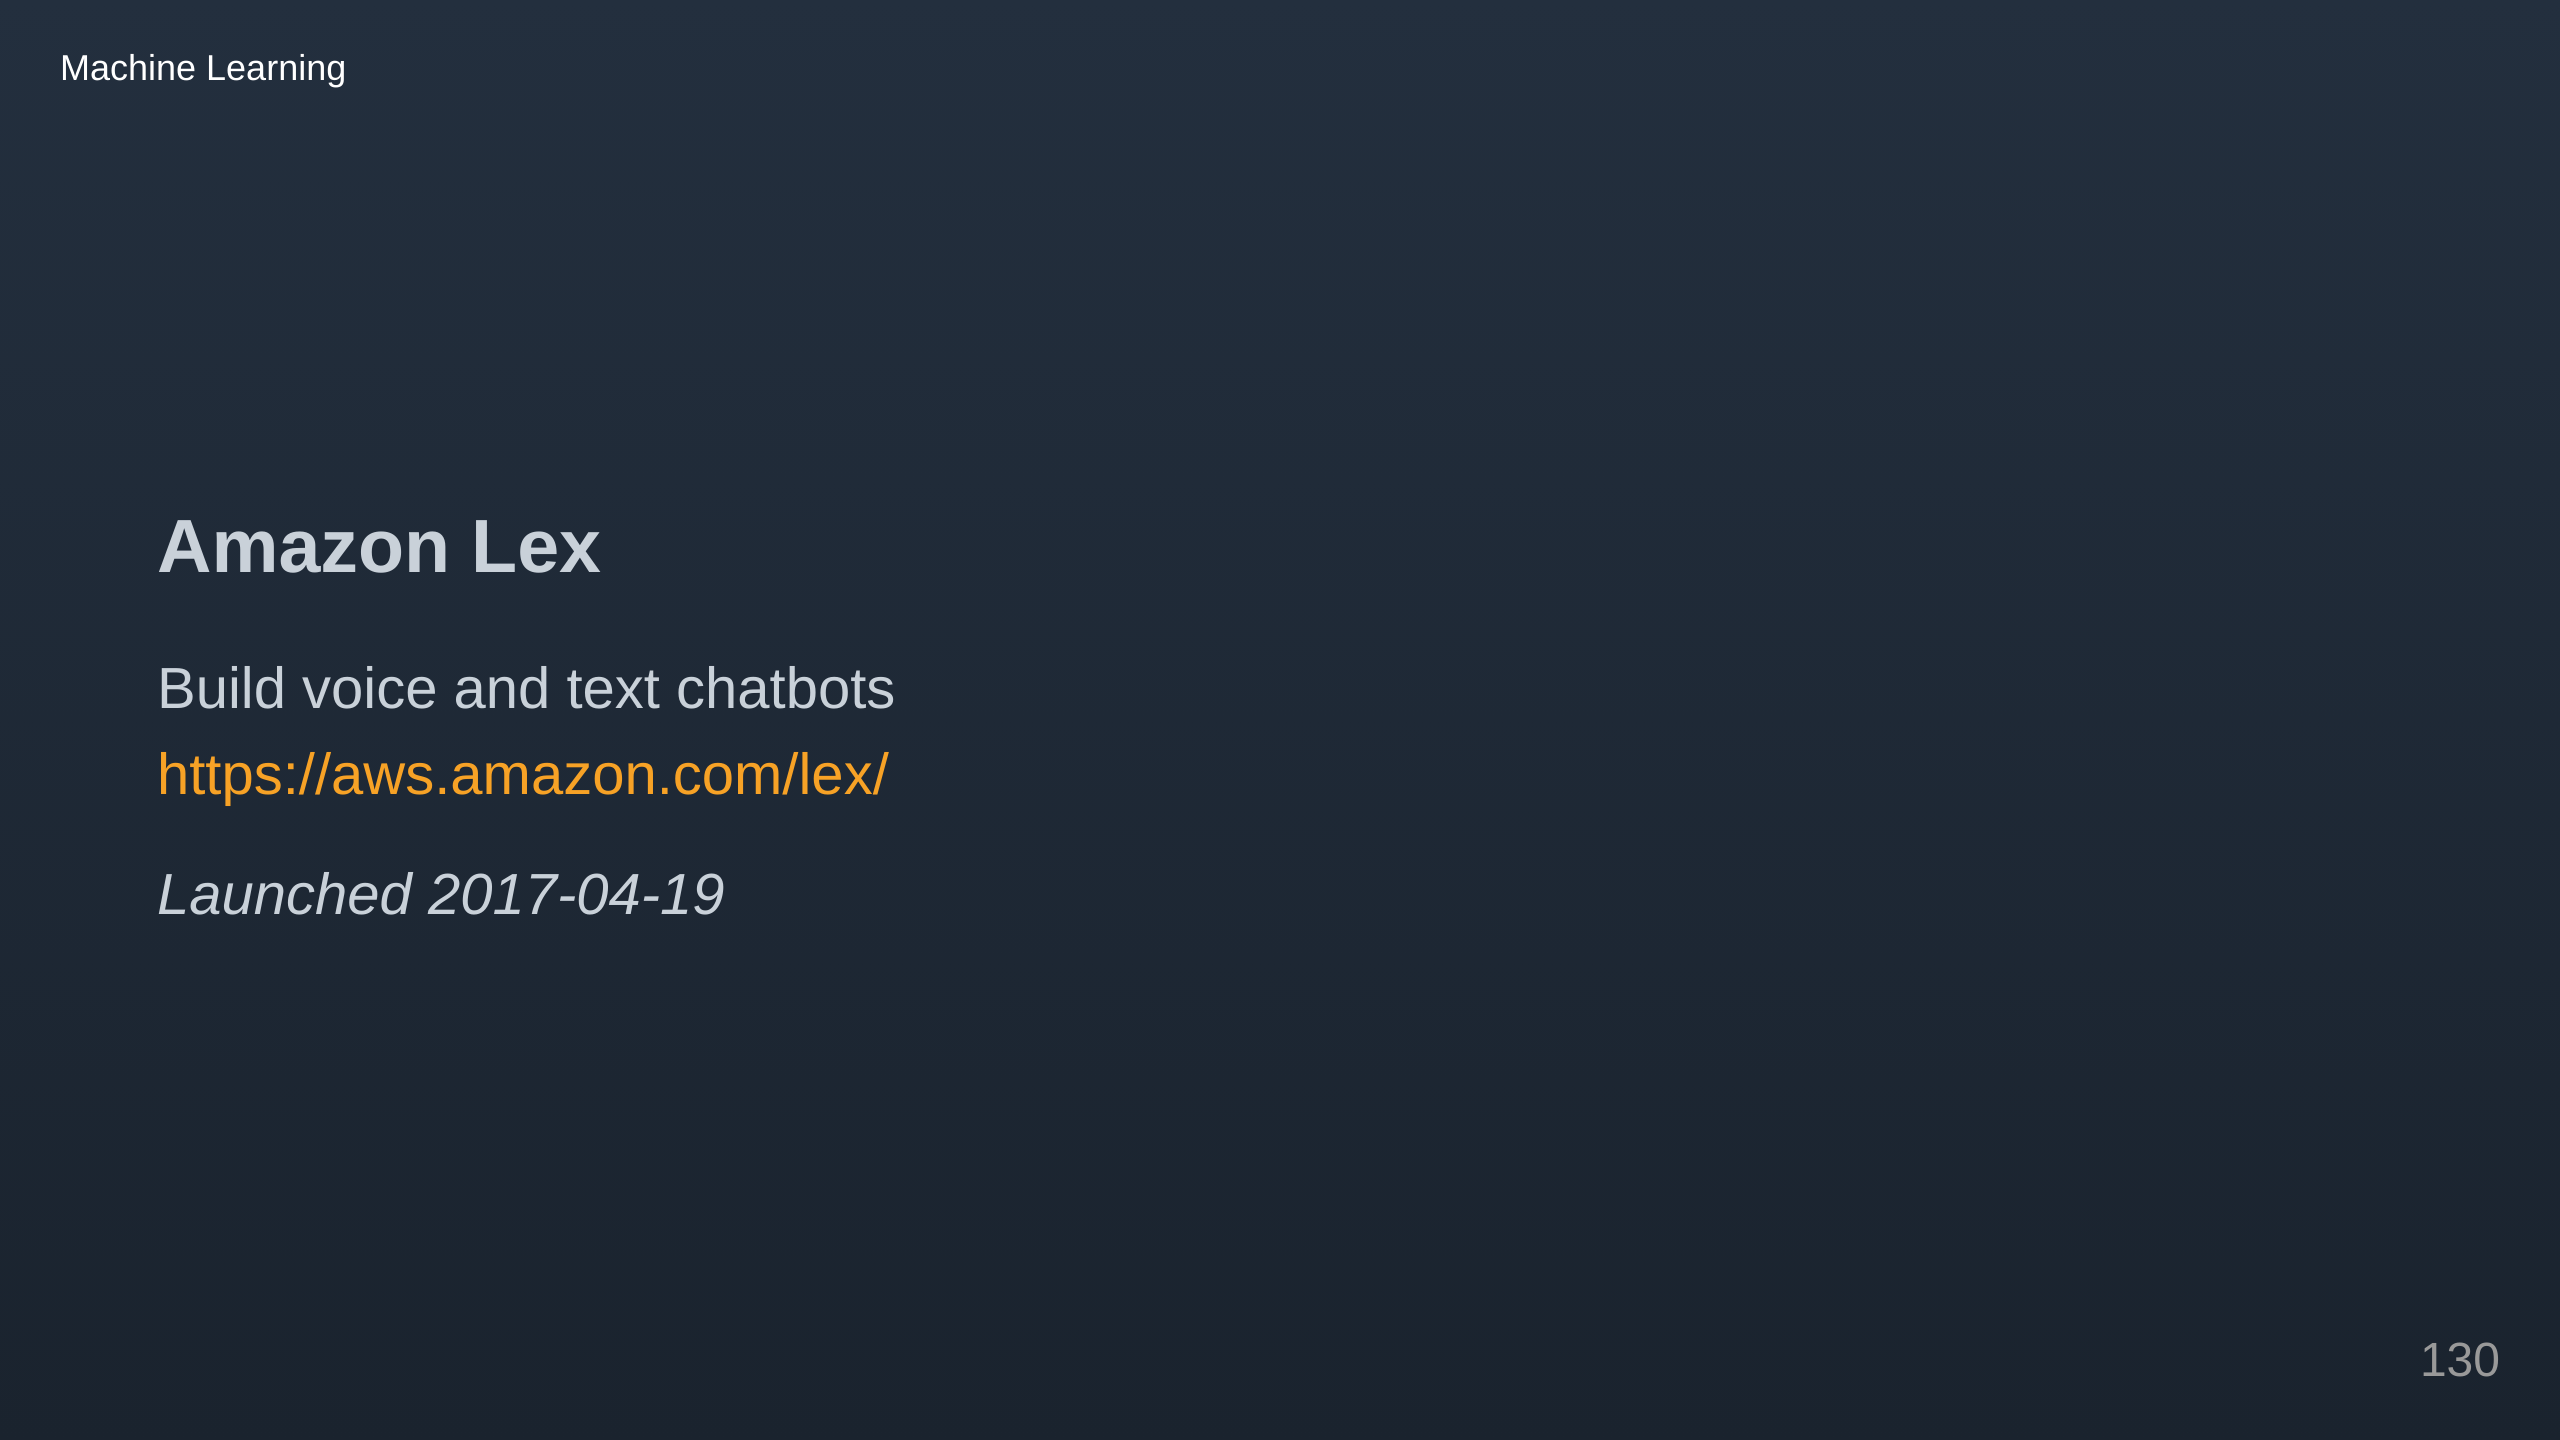 Machine Learning
Amazon Lex
Build voice and text chatbots
https://aws.amazon.com/lex/
Launched 2017-04-19
130